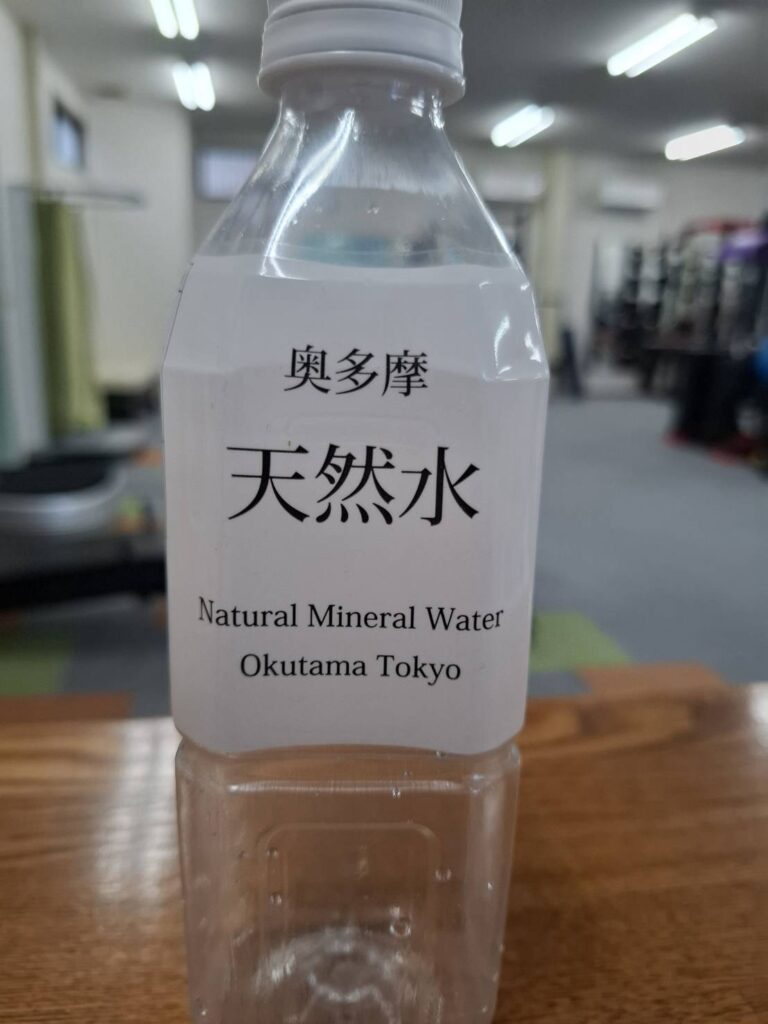 奥多摩
天然水
Natural Mineral Water
Okutama Tokyo